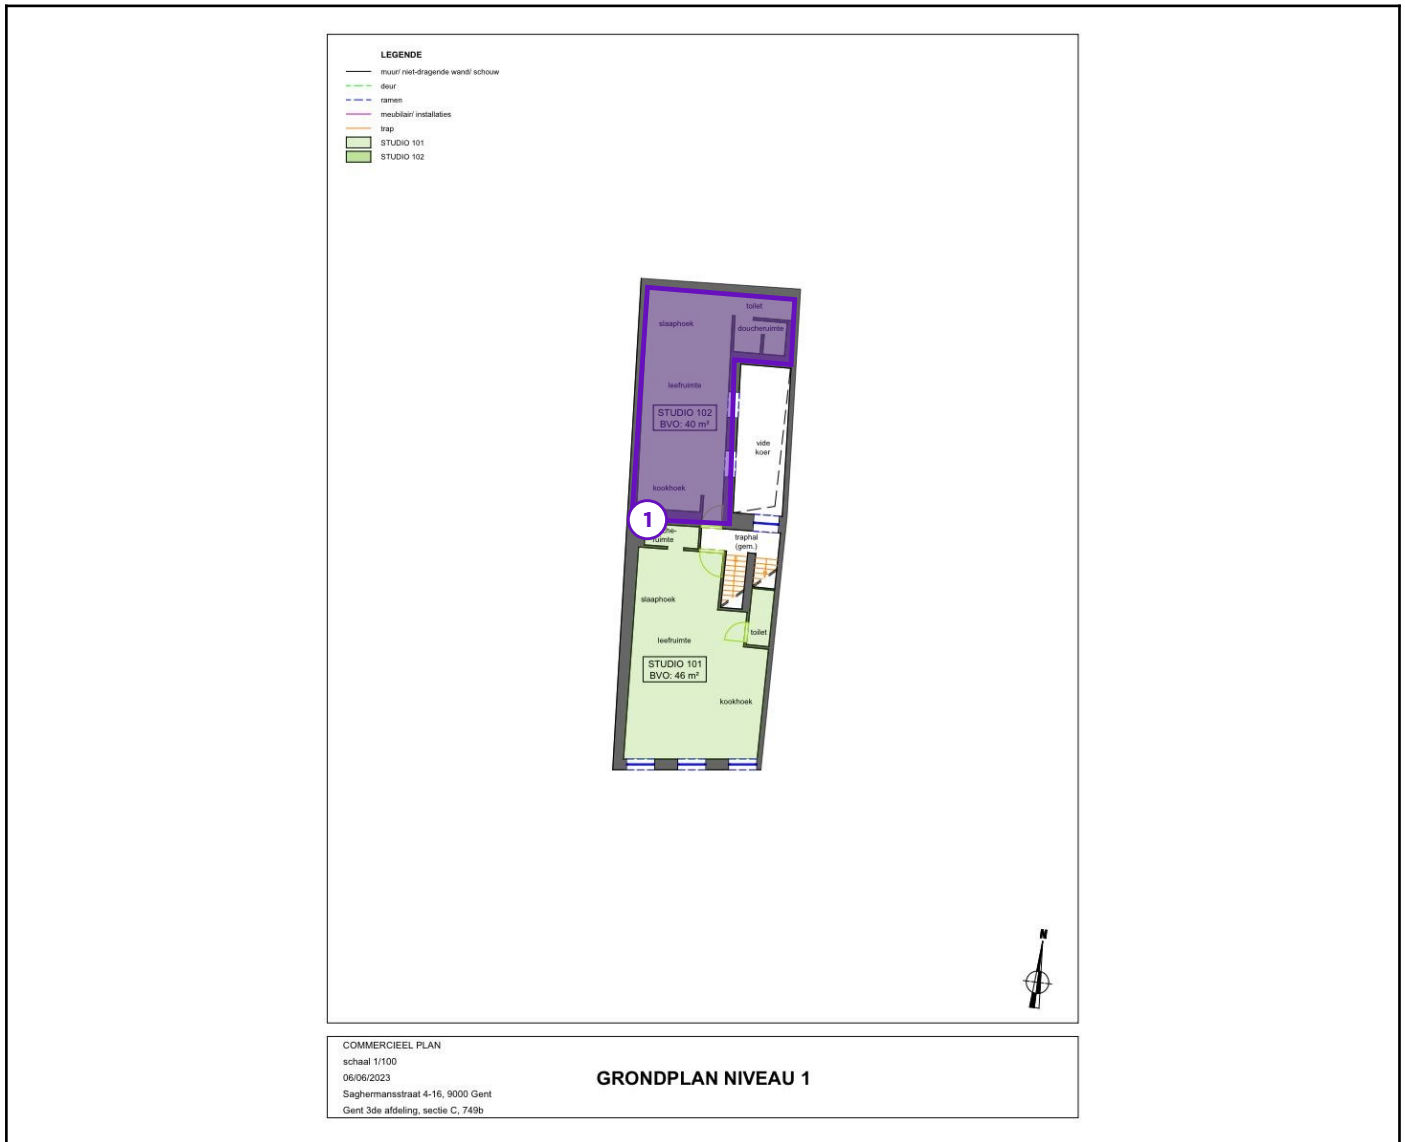 LEGENDE
muur/ niet-dragende wand/ schouw
deur
ramen
meubilair/ installaties
trap
STUDIO 101
STUDIO 102
toilet
slaaphoek
doucheruimte
leefruimte
STUDIO 102
BVO: 40 m²
vide
koer
kookhoek
1
traphal
(gem.)
ruimte
slaaphoek
toilet
leefruimte
STUDIO 101
BVO: 46 m²
kookhoek
N
COMMERCIEEL PLAN
schaal 1/100
06/06/2023
Saghermansstraat 4-16, 9000 Gent
Gent 3de afdeling, sectie C, 749b
GRONDPLAN NIVEAU 1